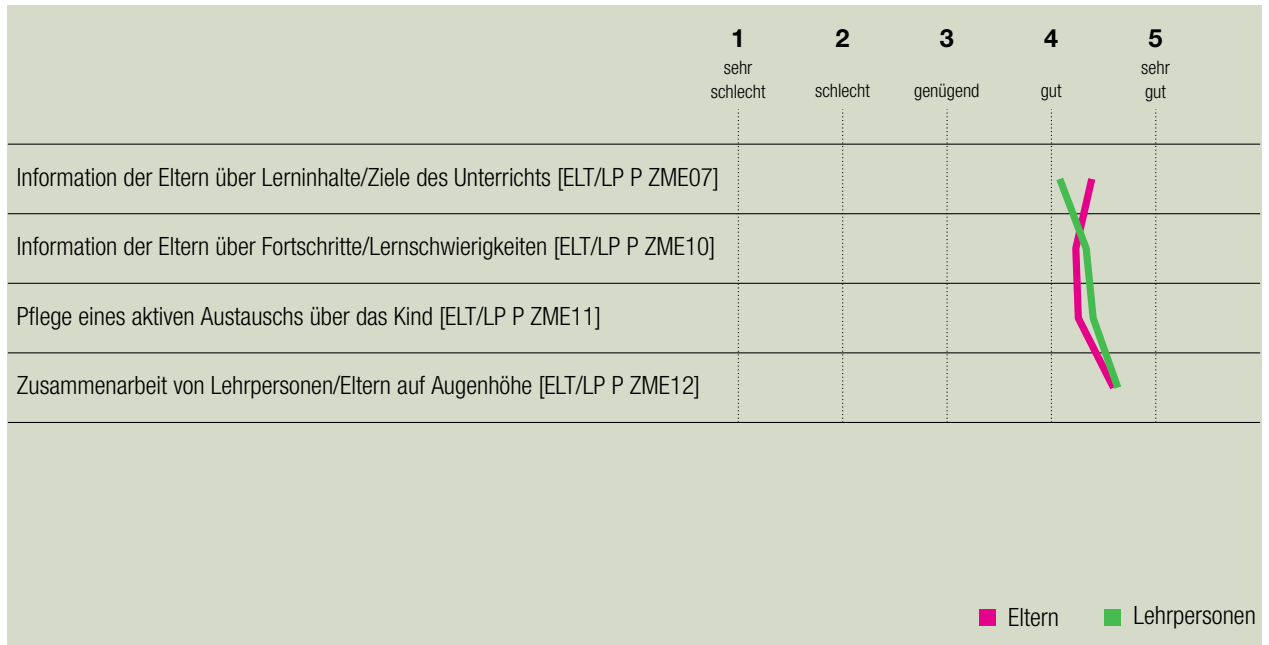 1 2 3 4 5
sehr schlecht schlecht genügend gut sehr gut
Information der Eltern über Lerninhalte/Ziele des Unterrichts [ELT/LP P ZME07]
Information der Eltern über Fortschritte/Lernschwierigkeiten [ELT/LP P ZME10]
Pflege eines aktiven Austauschs über das Kind [ELT/LP P ZME11]
Zusammenarbeit von Lehrpersonen/Eltern auf Augenhöhe [ELT/LP P ZME12]
Eltern Lehrpersonen